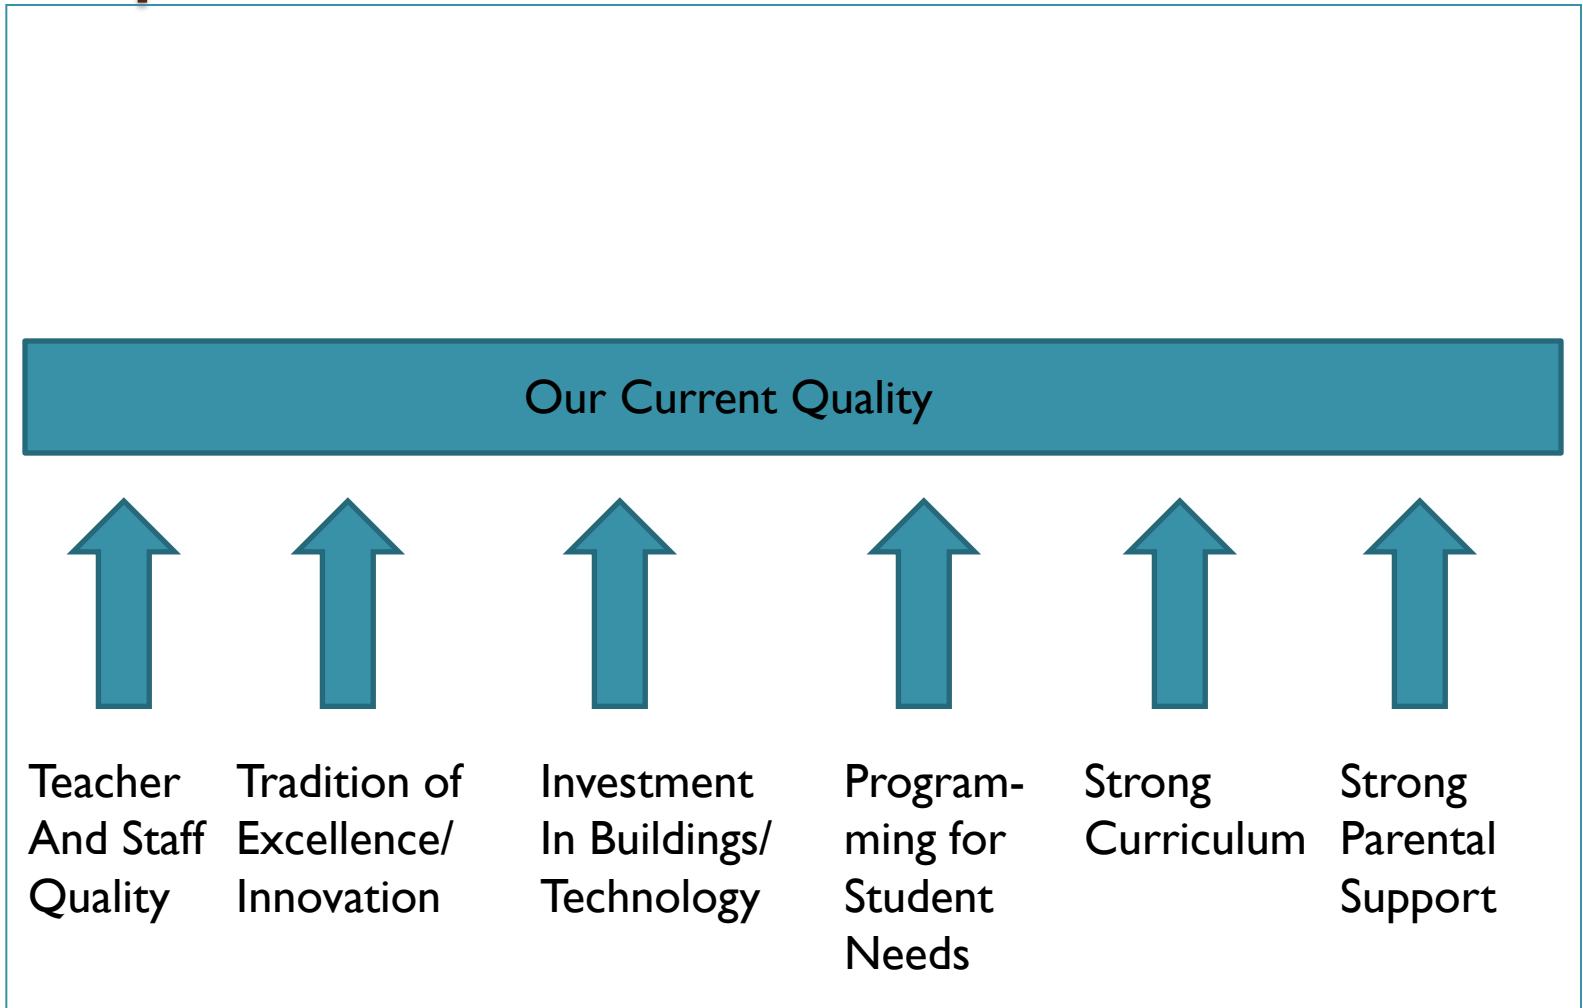 Our Current Quality
Teacher
And Staff
Quality
Tradition of
Excellence/
Innovation
Investment
In Buildings/
Technology
Program-
ming for
Student
Needs
Strong
Curriculum
Strong
Parental
Support